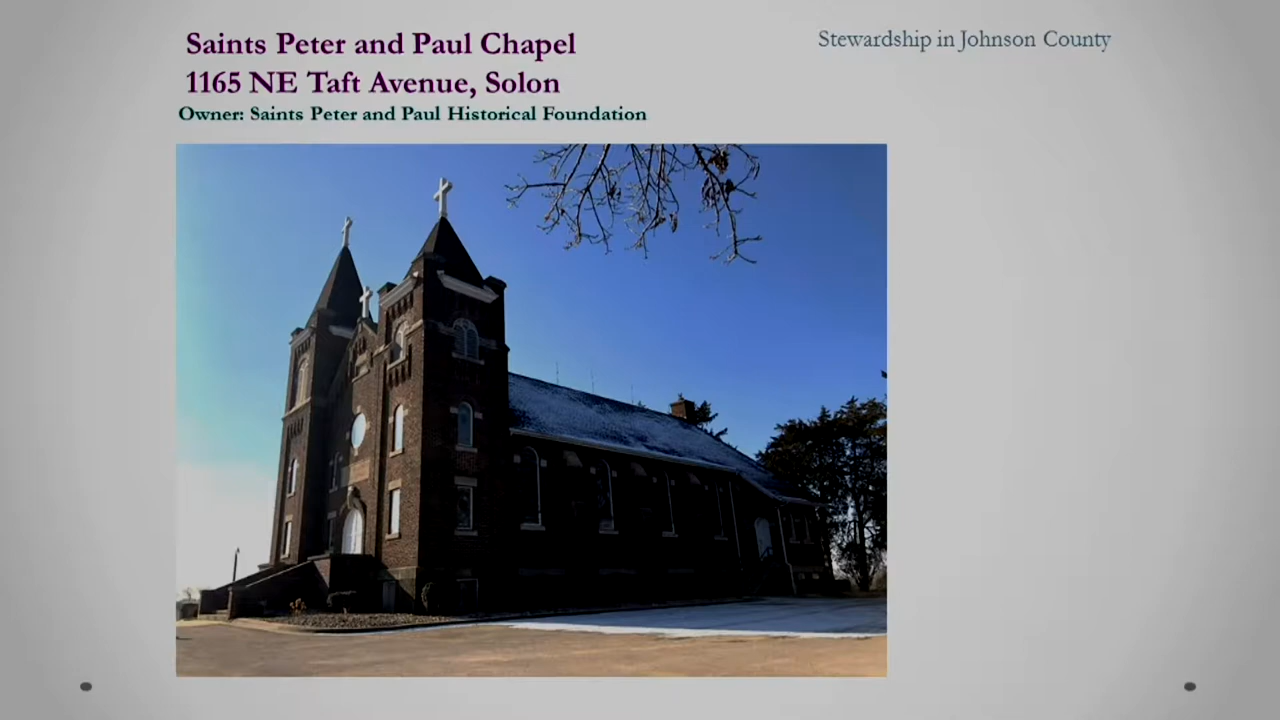 Saints Peter and Paul Chapel
1165 NE Taft Avenue, Solon
Owner: Saints Peter and Paul Historical Foundation
Stewardship in Johnson County